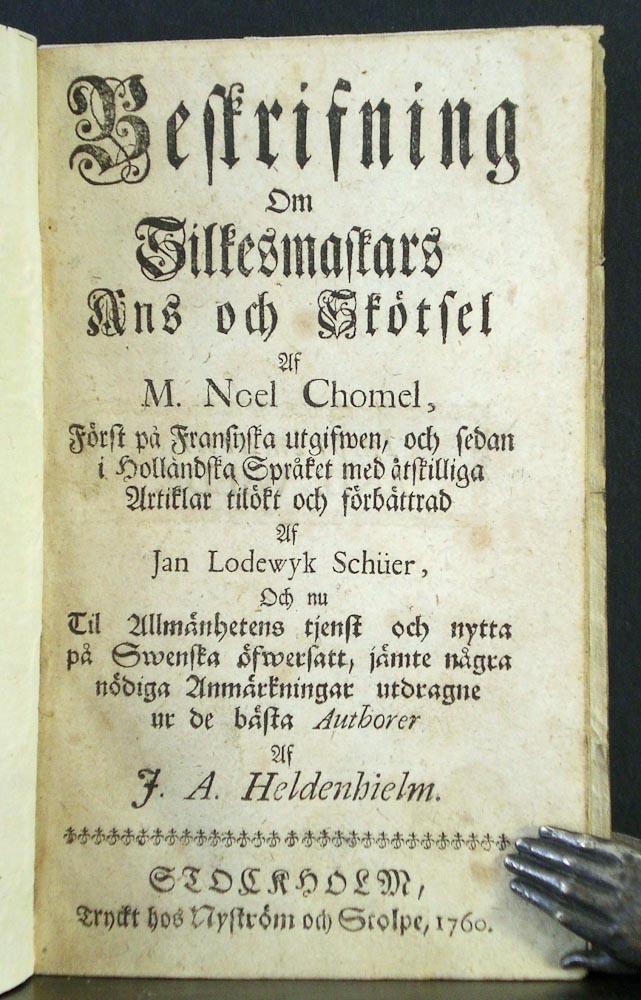 Beskrifning
Om
Silkesmaskars
Ans och Skötsel
Af
M. Noel Chomel,
Först på Fransyska utgifwen, och sedan
i Holländska Språket med åtskilliga
Artiklar tilökt och förbättrad
Af
Jan Lodewyk Schüer,
Och nu
Til Allmänhetens tjenst och nytta
på Swenska öfwersatt, jämte några
nödiga Anmärkningar utdragne
ur de bästa Authorer
Af
J. A. Heldenhielm.
STOCKHOLM,
Tryckt hos Nyström och Stolpe, 1760.